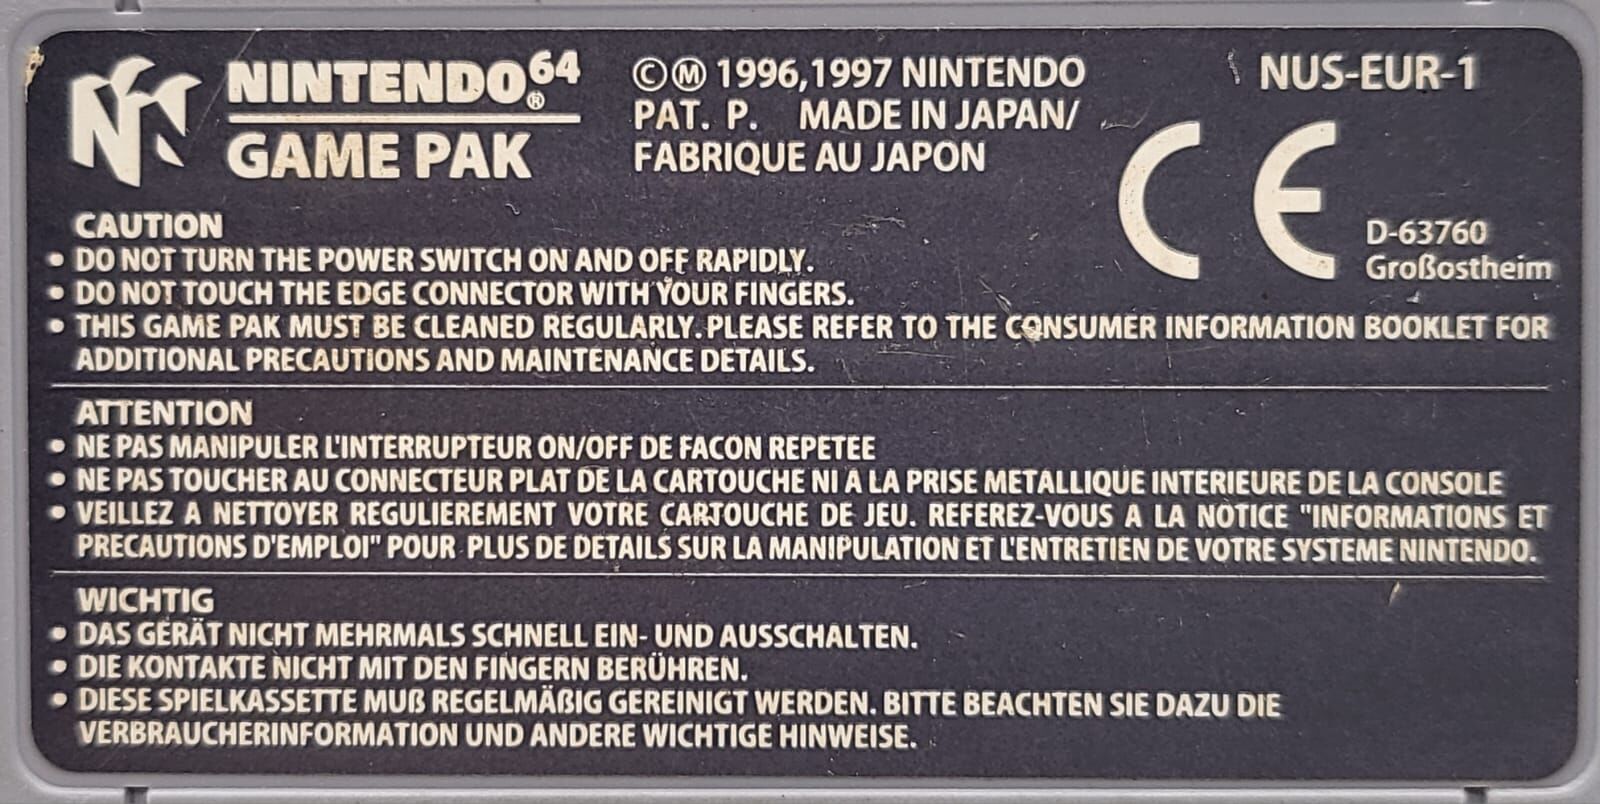 NINTENDO⁶⁴®
GAME PAK
©Ⓜ 1996,1997 NINTENDO
PAT. P. MADE IN JAPAN/
FABRIQUE AU JAPON
NUS-EUR-1
CE
D-63760
Großostheim
CAUTION
• DO NOT TURN THE POWER SWITCH ON AND OFF RAPIDLY.
• DO NOT TOUCH THE EDGE CONNECTOR WITH YOUR FINGERS.
• THIS GAME PAK MUST BE CLEANED REGULARLY. PLEASE REFER TO THE CONSUMER INFORMATION BOOKLET FOR
ADDITIONAL PRECAUTIONS AND MAINTENANCE DETAILS.
ATTENTION
• NE PAS MANIPULER L'INTERRUPTEUR ON/OFF DE FACON REPETEE
• NE PAS TOUCHER AU CONNECTEUR PLAT DE LA CARTOUCHE NI A LA PRISE METALLIQUE INTERIEURE DE LA CONSOLE
• VEILLEZ A NETTOYER REGULIEREMENT VOTRE CARTOUCHE DE JEU. REFEREZ-VOUS A LA NOTICE "INFORMATIONS ET
PRECAUTIONS D'EMPLOI" POUR PLUS DE DETAILS SUR LA MANIPULATION ET L'ENTRETIEN DE VOTRE SYSTEME NINTENDO.
WICHTIG
• DAS GERÄT NICHT MEHRMALS SCHNELL EIN- UND AUSSCHALTEN.
• DIE KONTAKTE NICHT MIT DEN FINGERN BERÜHREN.
• DIESE SPIELKASSETTE MUß REGELMÄßIG GEREINIGT WERDEN. BITTE BEACHTEN SIE DAZU DIE
VERBRAUCHERINFORMATION UND ANDERE WICHTIGE HINWEISE.